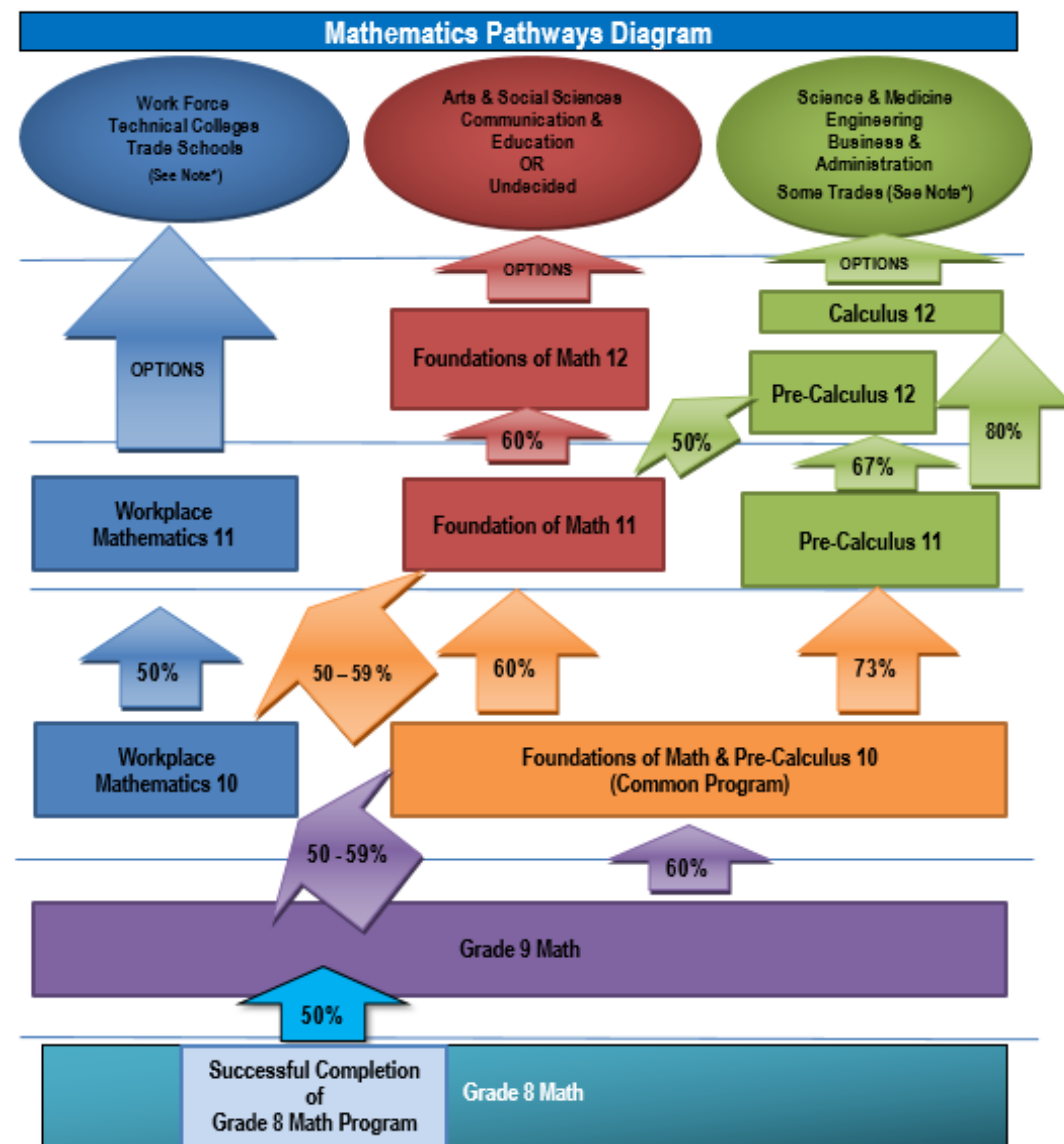 Mathematics Pathways Diagram
Work Force
Technical Colleges
Trade Schools
(See Note*)
Arts & Social Sciences
Communication &
Education
OR
Undecided
Science & Medicine
Engineering
Business &
Administration
Some Trades (See Note*)
OPTIONS
OPTIONS
OPTIONS
Calculus 12
Foundations of Math 12
Pre-Calculus 12
60%
50%
67%
80%
Workplace
Mathematics 11
Foundation of Math 11
Pre-Calculus 11
50%
50 – 59 %
60%
73%
Workplace
Mathematics 10
Foundations of Math & Pre-Calculus 10
(Common Program)
50 - 59%
60%
Grade 9 Math
50%
Successful Completion
of
Grade 8 Math Program
Grade 8 Math